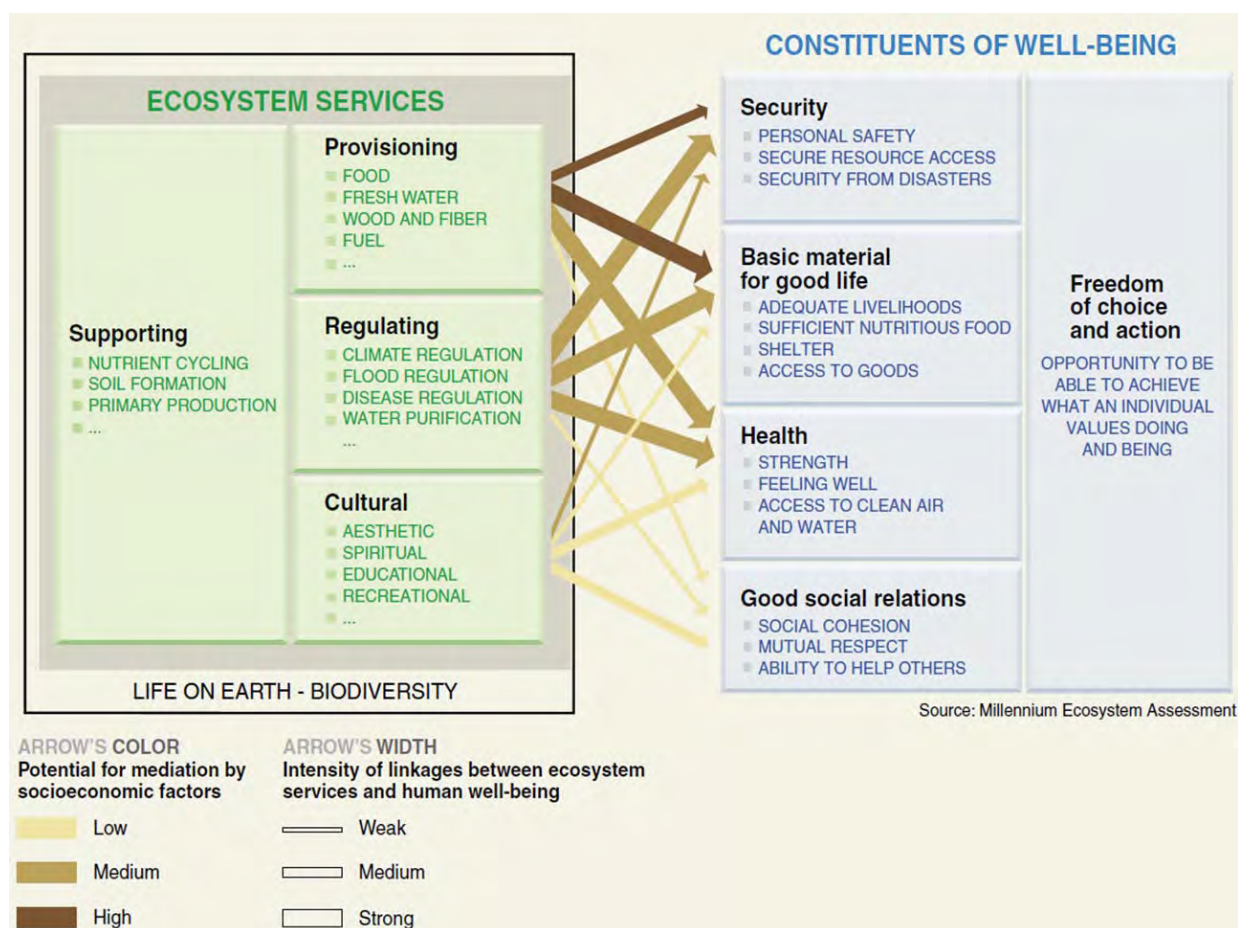 CONSTITUENTS OF WELL-BEING
ECOSYSTEM SERVICES
Supporting
NUTRIENT CYCLING
SOIL FORMATION
PRIMARY PRODUCTION
...
Provisioning
FOOD
FRESH WATER
WOOD AND FIBER
FUEL
...
Regulating
CLIMATE REGULATION
FLOOD REGULATION
DISEASE REGULATION
WATER PURIFICATION
...
Cultural
AESTHETIC
SPIRITUAL
EDUCATIONAL
RECREATIONAL
...
LIFE ON EARTH - BIODIVERSITY
Security
PERSONAL SAFETY
SECURE RESOURCE ACCESS
SECURITY FROM DISASTERS
Basic material
for good life
ADEQUATE LIVELIHOODS
SUFFICIENT NUTRITIOUS FOOD
SHELTER
ACCESS TO GOODS
Health
STRENGTH
FEELING WELL
ACCESS TO CLEAN AIR
AND WATER
Good social relations
SOCIAL COHESION
MUTUAL RESPECT
ABILITY TO HELP OTHERS
Freedom
of choice
and action
OPPORTUNITY TO BE
ABLE TO ACHIEVE
WHAT AN INDIVIDUAL
VALUES DOING
AND BEING
Source: Millennium Ecosystem Assessment
ARROW'S COLOR
Potential for mediation by
socioeconomic factors
Low
Medium
High
ARROW'S WIDTH
Intensity of linkages between ecosystem
services and human well-being
Weak
Medium
Strong